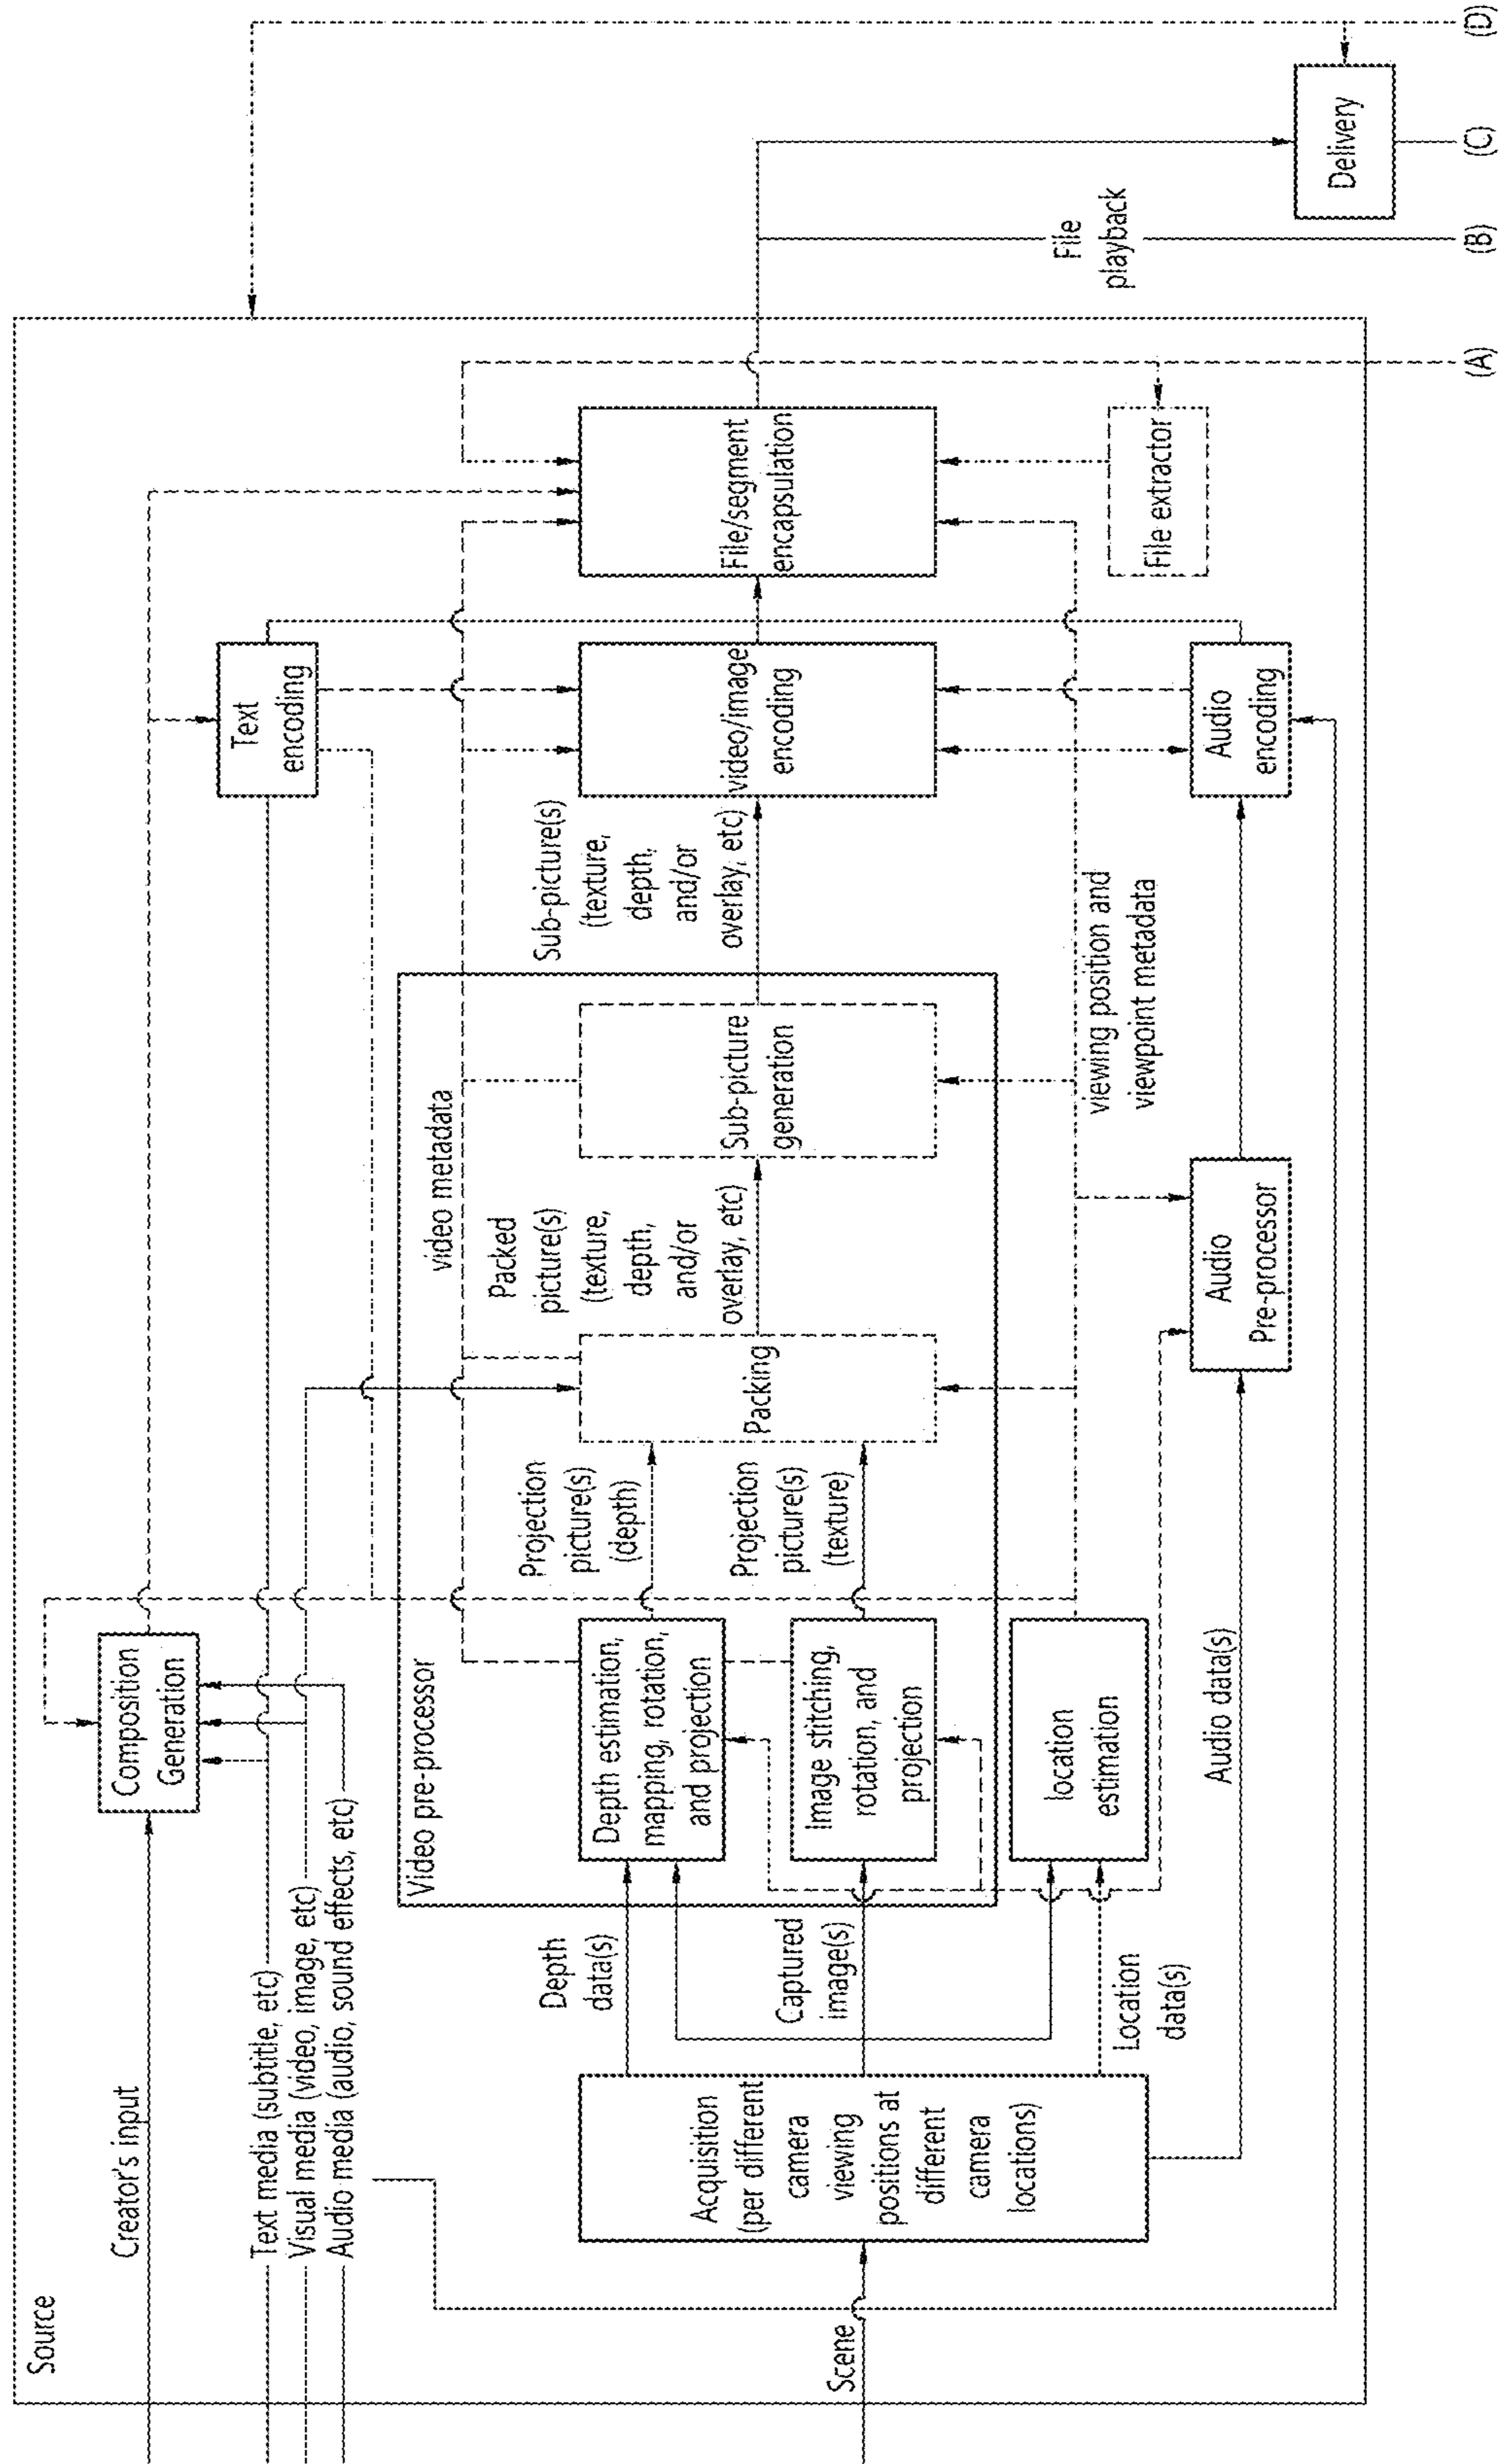 Source
Creator's input
Composition
Generation
Text media (subtitle, etc)
Visual media (video, image, etc)
Audio media (audio, sound effects, etc)
Text
encoding
Video pre-processor
video metadata
Scene
Acquisition
(per different
camera
viewing
positions at
different
camera
locations)
Depth
data(s)
Captured
image(s)
Location
data(s)
Depth estimation,
mapping, rotation,
and projection
Image stitching,
rotation, and
projection
location
estimation
Projection
picture(s)
(depth)
Projection
picture(s)
(texture)
Packing
Packed
picture(s)
(texture,
depth,
and/or
overlay, etc)
Sub-picture
generation
Sub-picture(s)
(texture,
depth,
and/or
overlay, etc)
video/image
encoding
File/segment
encapsulation
viewing position and
viewpoint metadata
Audio data(s)
Audio
Pre-processor
Audio
encoding
File extractor
File
playback
Delivery
(A)
(B)
(C)
(D)